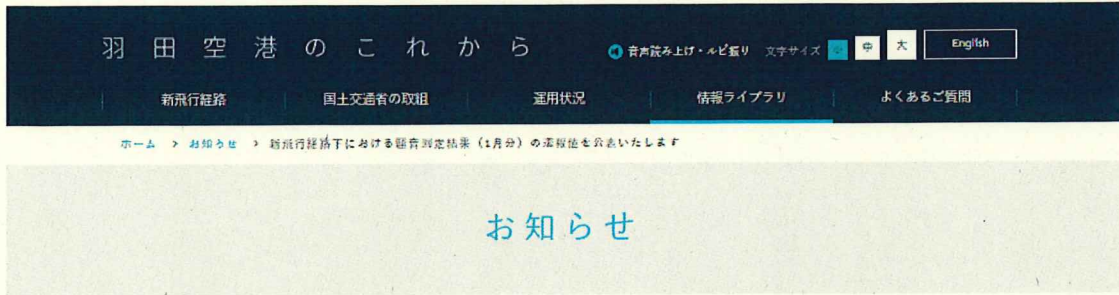 羽田空港のこれから
音声読み上げ・ルビ振り 文字サイズ 小 中 大 English
新飛行経路 国土交通省の取組 運用状況 情報ライブラリ よくあるご質問
ホーム > お知らせ > 新飛行経路下における騒音測定結果（1月分）の速報値を公表いたします
お知らせ